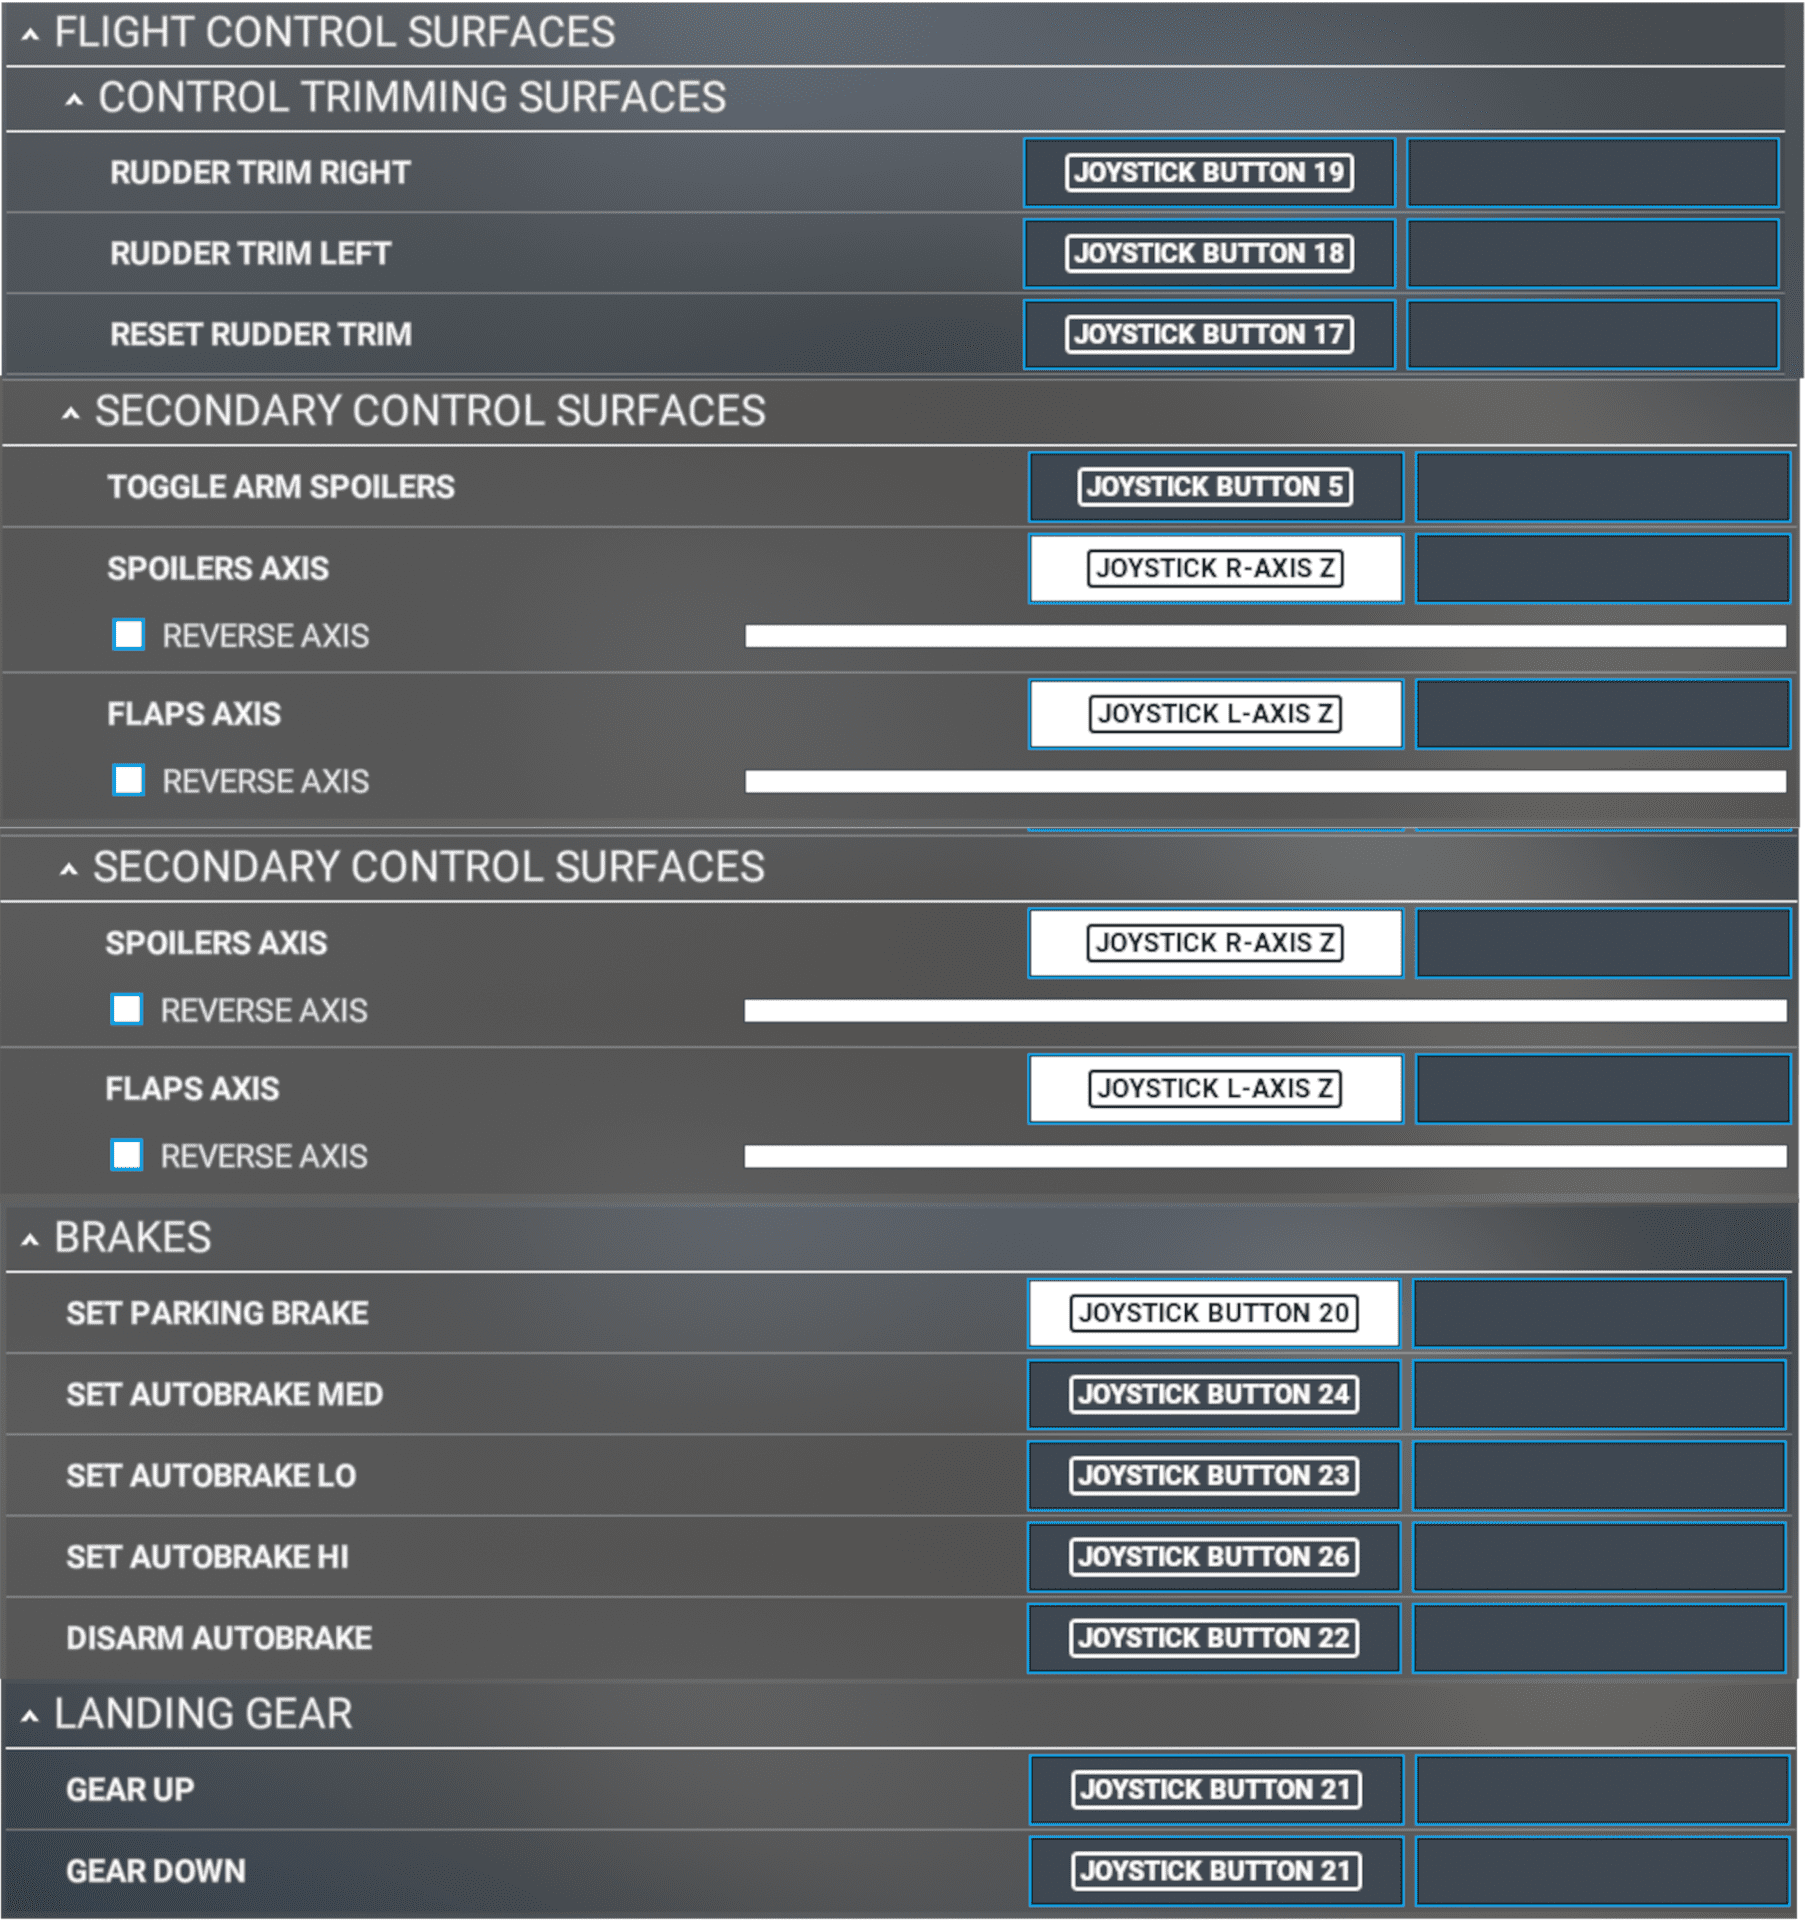 FLIGHT CONTROL SURFACES
CONTROL TRIMMING SURFACES
RUDDER TRIM RIGHT JOYSTICK BUTTON 19
RUDDER TRIM LEFT JOYSTICK BUTTON 18
RESET RUDDER TRIM JOYSTICK BUTTON 17
SECONDARY CONTROL SURFACES
TOGGLE ARM SPOILERS JOYSTICK BUTTON 5
SPOILERS AXIS JOYSTICK R-AXIS Z
REVERSE AXIS
FLAPS AXIS JOYSTICK L-AXIS Z
REVERSE AXIS
SECONDARY CONTROL SURFACES
SPOILERS AXIS JOYSTICK R-AXIS Z
REVERSE AXIS
FLAPS AXIS JOYSTICK L-AXIS Z
REVERSE AXIS
BRAKES
SET PARKING BRAKE JOYSTICK BUTTON 20
SET AUTOBRAKE MED JOYSTICK BUTTON 24
SET AUTOBRAKE LO JOYSTICK BUTTON 23
SET AUTOBRAKE HI JOYSTICK BUTTON 26
DISARM AUTOBRAKE JOYSTICK BUTTON 22
LANDING GEAR
GEAR UP JOYSTICK BUTTON 21
GEAR DOWN JOYSTICK BUTTON 21